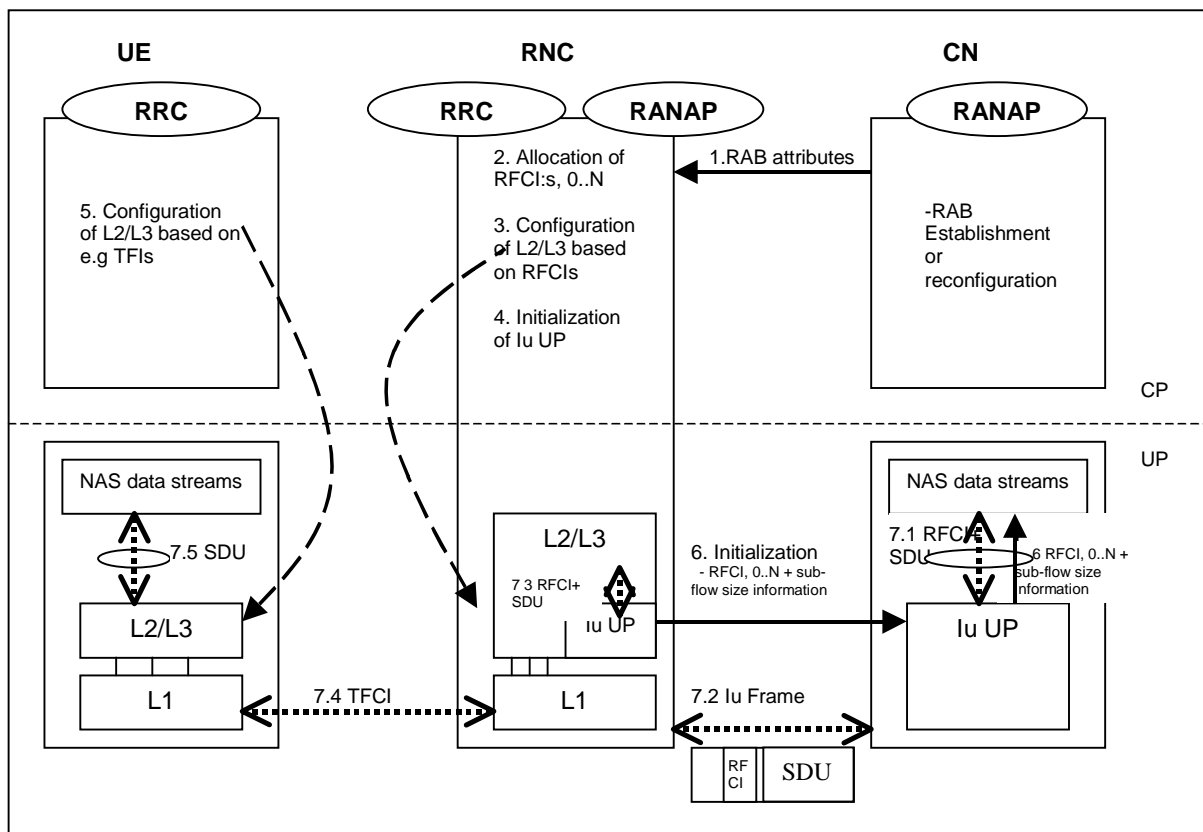 UE
RNC
CN
RRC
RRC
RANAP
RANAP
1.RAB attributes
2. Allocation of
RFCI:s, 0..N
3. Configuration
of L2/L3 based
on RFCIs
4. Initialization
of Iu UP
5. Configuration
of L2/L3 based on
e.g TFIs
-RAB
Establishment
or
reconfiguration
CP
UP
NAS data streams
7.5 SDU
L2/L3
L1
7.4 TFCI
L2/L3
7 3 RFCI+
SDU
Iu UP
L1
6. Initialization
- RFCI, 0..N + sub-
flow size information
7.2 Iu Frame
RF
CI
SDU
NAS data streams
7.1 RFCI+
SDU
6 RFCI, 0..N +
sub-flow size
nformation
Iu UP